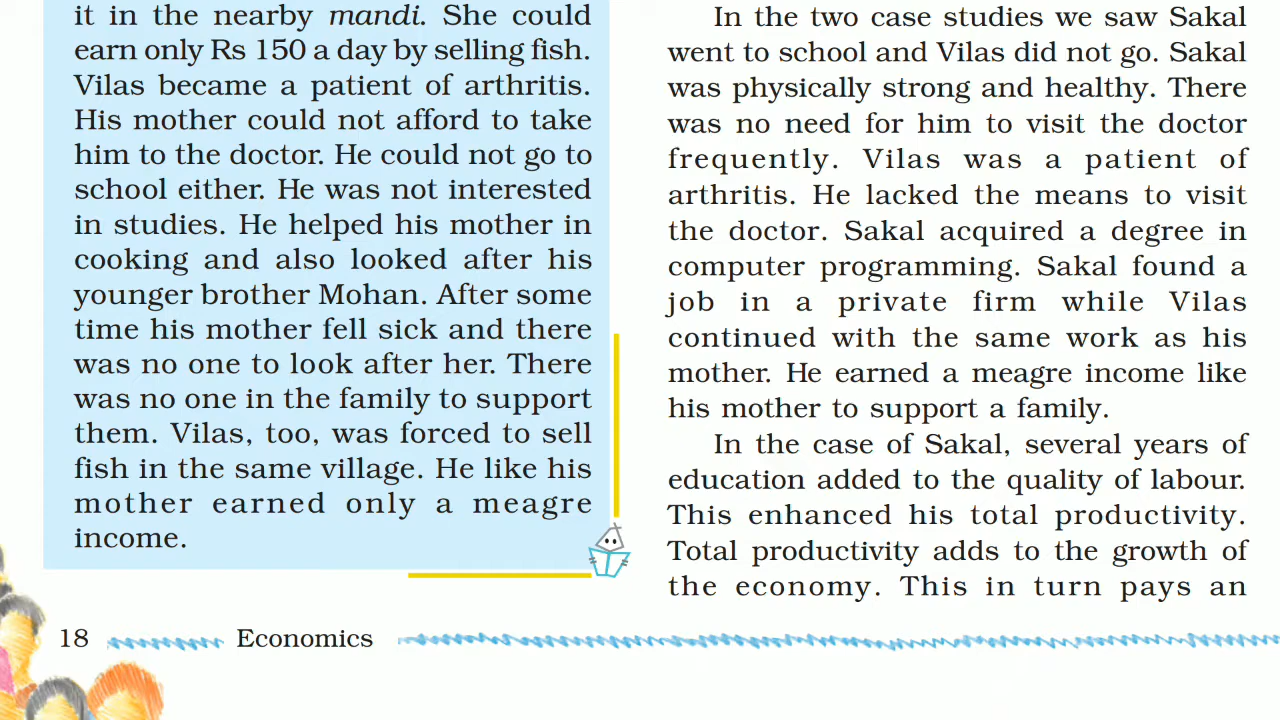 it in the nearby mandi. She could
earn only Rs 150 a day by selling fish.
Vilas became a patient of arthritis.
His mother could not afford to take
him to the doctor. He could not go to
school either. He was not interested
in studies. He helped his mother in
cooking and also looked after his
younger brother Mohan. After some
time his mother fell sick and there
was no one to look after her. There
was no one in the family to support
them. Vilas, too, was forced to sell
fish in the same village. He like his
mother earned only a meagre
income.
In the two case studies we saw Sakal
went to school and Vilas did not go. Sakal
was physically strong and healthy. There
was no need for him to visit the doctor
frequently. Vilas was a patient of
arthritis. He lacked the means to visit
the doctor. Sakal acquired a degree in
computer programming. Sakal found a
job in a private firm while Vilas
continued with the same work as his
mother. He earned a meagre income like
his mother to support a family.
In the case of Sakal, several years of
education added to the quality of labour.
This enhanced his total productivity.
Total productivity adds to the growth of
the economy. This in turn pays an
18 Economics